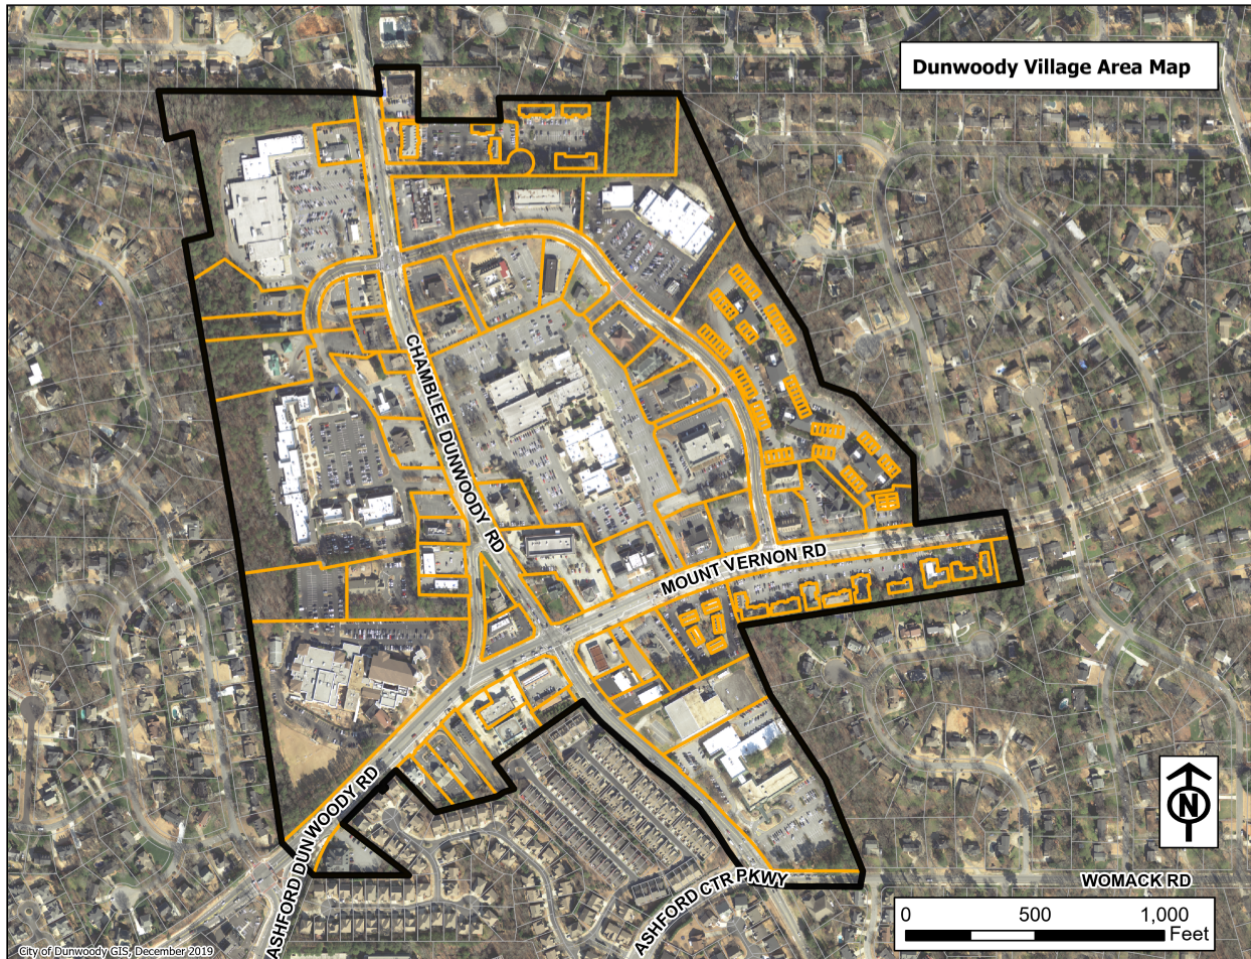 Dunwoody Village Area Map
CHAMBLEE DUNWOODY RD
MOUNT VERNON RD
N
ASHFORD DUNWOODY RD
ASHFORD CTR PKWY
WOMACK RD
0 500 1,000
Feet
City of Dunwoody GIS, December 2019